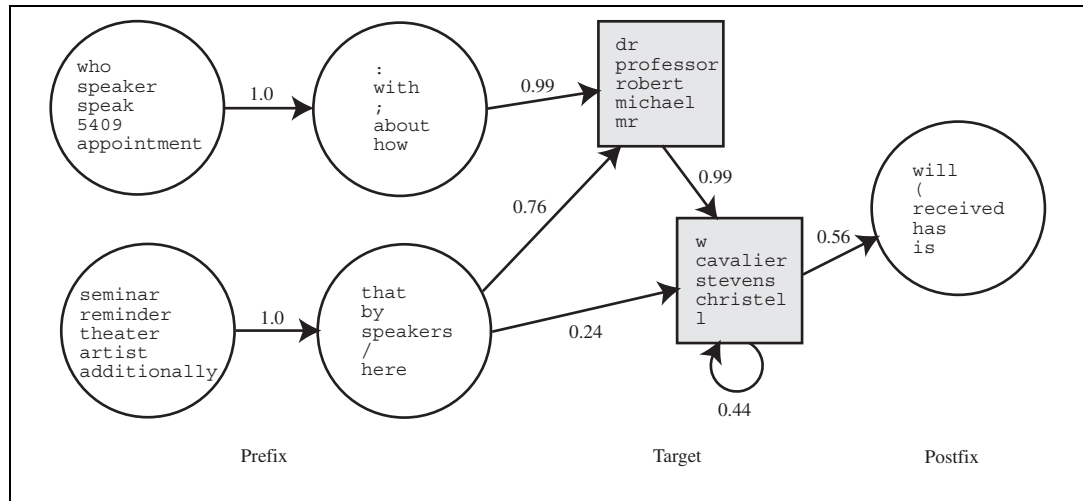 who
speaker
speak
5409
appointment
1.0
:
with
;
about
how
0.99
dr
professor
robert
michael
mr
0.99
0.76
seminar
reminder
theater
artist
additionally
1.0
that
by
speakers
/
here
0.24
w
cavalier
stevens
christel
l
0.44
0.56
will
(
received
has
is
Prefix
Target
Postfix